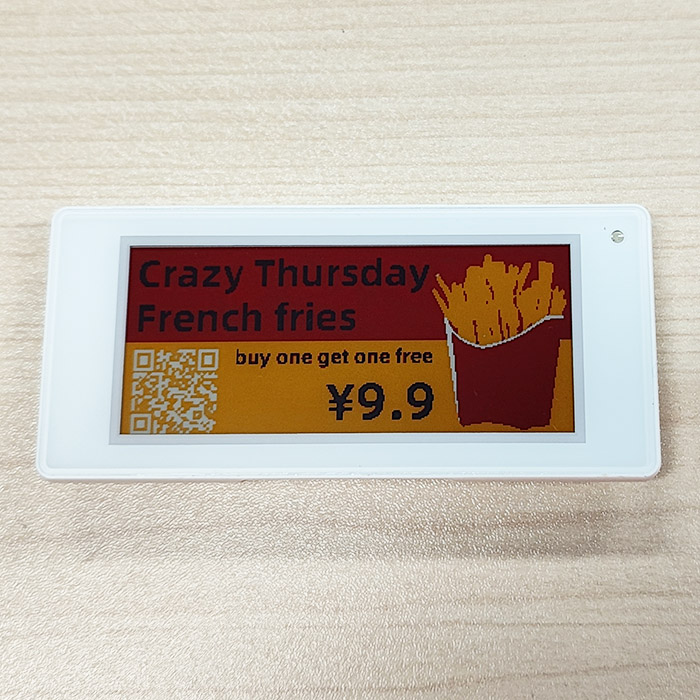 Crazy Thursday
French fries
buy one get one free
¥9.9